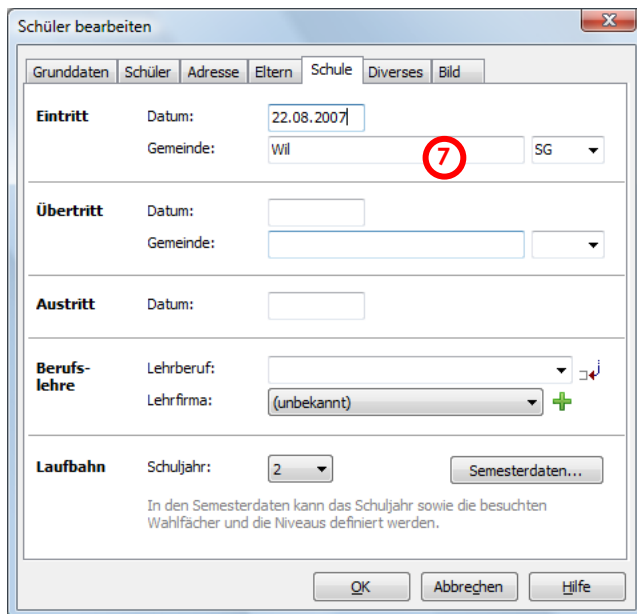 Schüler bearbeiten
Grunddaten Schüler Adresse Eltern Schule Diverses Bild
Eintritt Datum: 22.08.2007
Gemeinde: Wil 7 SG
Übertritt Datum:
Gemeinde:
Austritt Datum:
Berufs- Lehrberuf:
lehre
Lehrfirma: (unbekannt)
Laufbahn Schuljahr: 2 Semesterdaten...
In den Semesterdaten kann das Schuljahr sowie die besuchten
Wahlfächer und die Niveaus definiert werden.
OK Abbrechen Hilfe